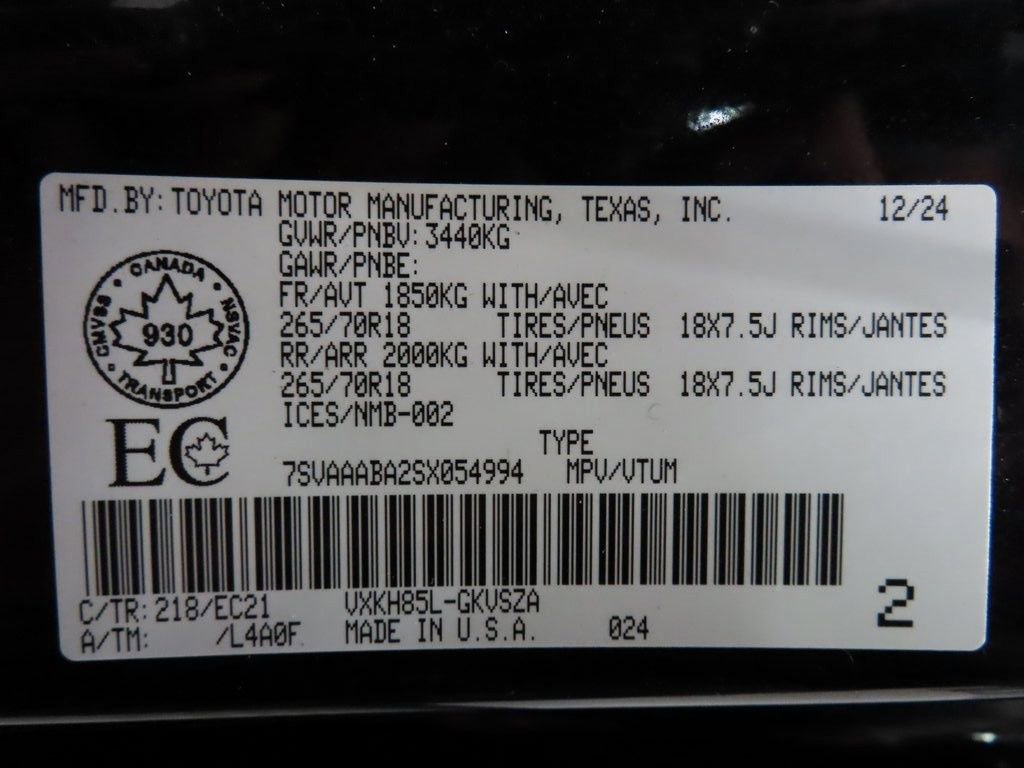 MFD.BY: TOYOTA MOTOR MANUFACTURING, TEXAS, INC. 12/24
GVWR/PNBV: 3440KG
GAWR/PNBE:
FR/AVT 1850KG WITH/AVEC
265/70R18 TIRES/PNEUS 18X7.5J RIMS/JANTES
RR/ARR 2000KG WITH/AVEC
265/70R18 TIRES/PNEUS 18X7.5J RIMS/JANTES
ICES/NMB-002
TYPE
7SVAAABA2SX054994 MPV/VTUM
CANADA
CMVSS 930 NSVAC
TRANSPORT
EC
C/TR: 218/EC21 VXKH85L-GKVSZA
A/TM: /L4A0F MADE IN U.S.A. 024
2